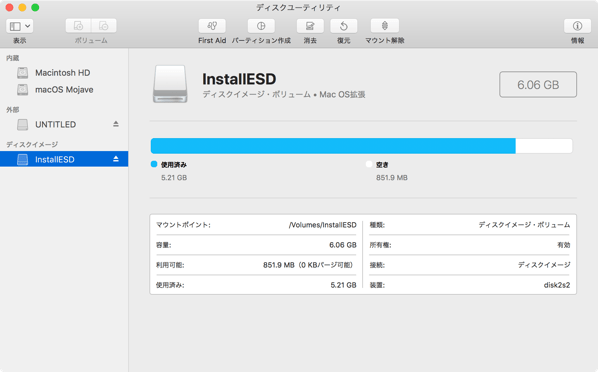 ディスクユーティリティ
表示
ボリューム
First Aid
パーティション作成
消去
復元
マウント解除
情報
内蔵
Macintosh HD
macOS Mojave
外部
UNTITLED
ディスクイメージ
InstallESD
InstallESD
ディスクイメージ・ボリューム • Mac OS拡張
6.06 GB
使用済み
5.21 GB
空き
851.9 MB
マウントポイント: /Volumes/InstallESD
容量: 6.06 GB
利用可能: 851.9 MB（0 KBパージ可能）
使用済み: 5.21 GB
種類: ディスクイメージ・ボリューム
所有権: 有効
接続: ディスクイメージ
装置: disk2s2